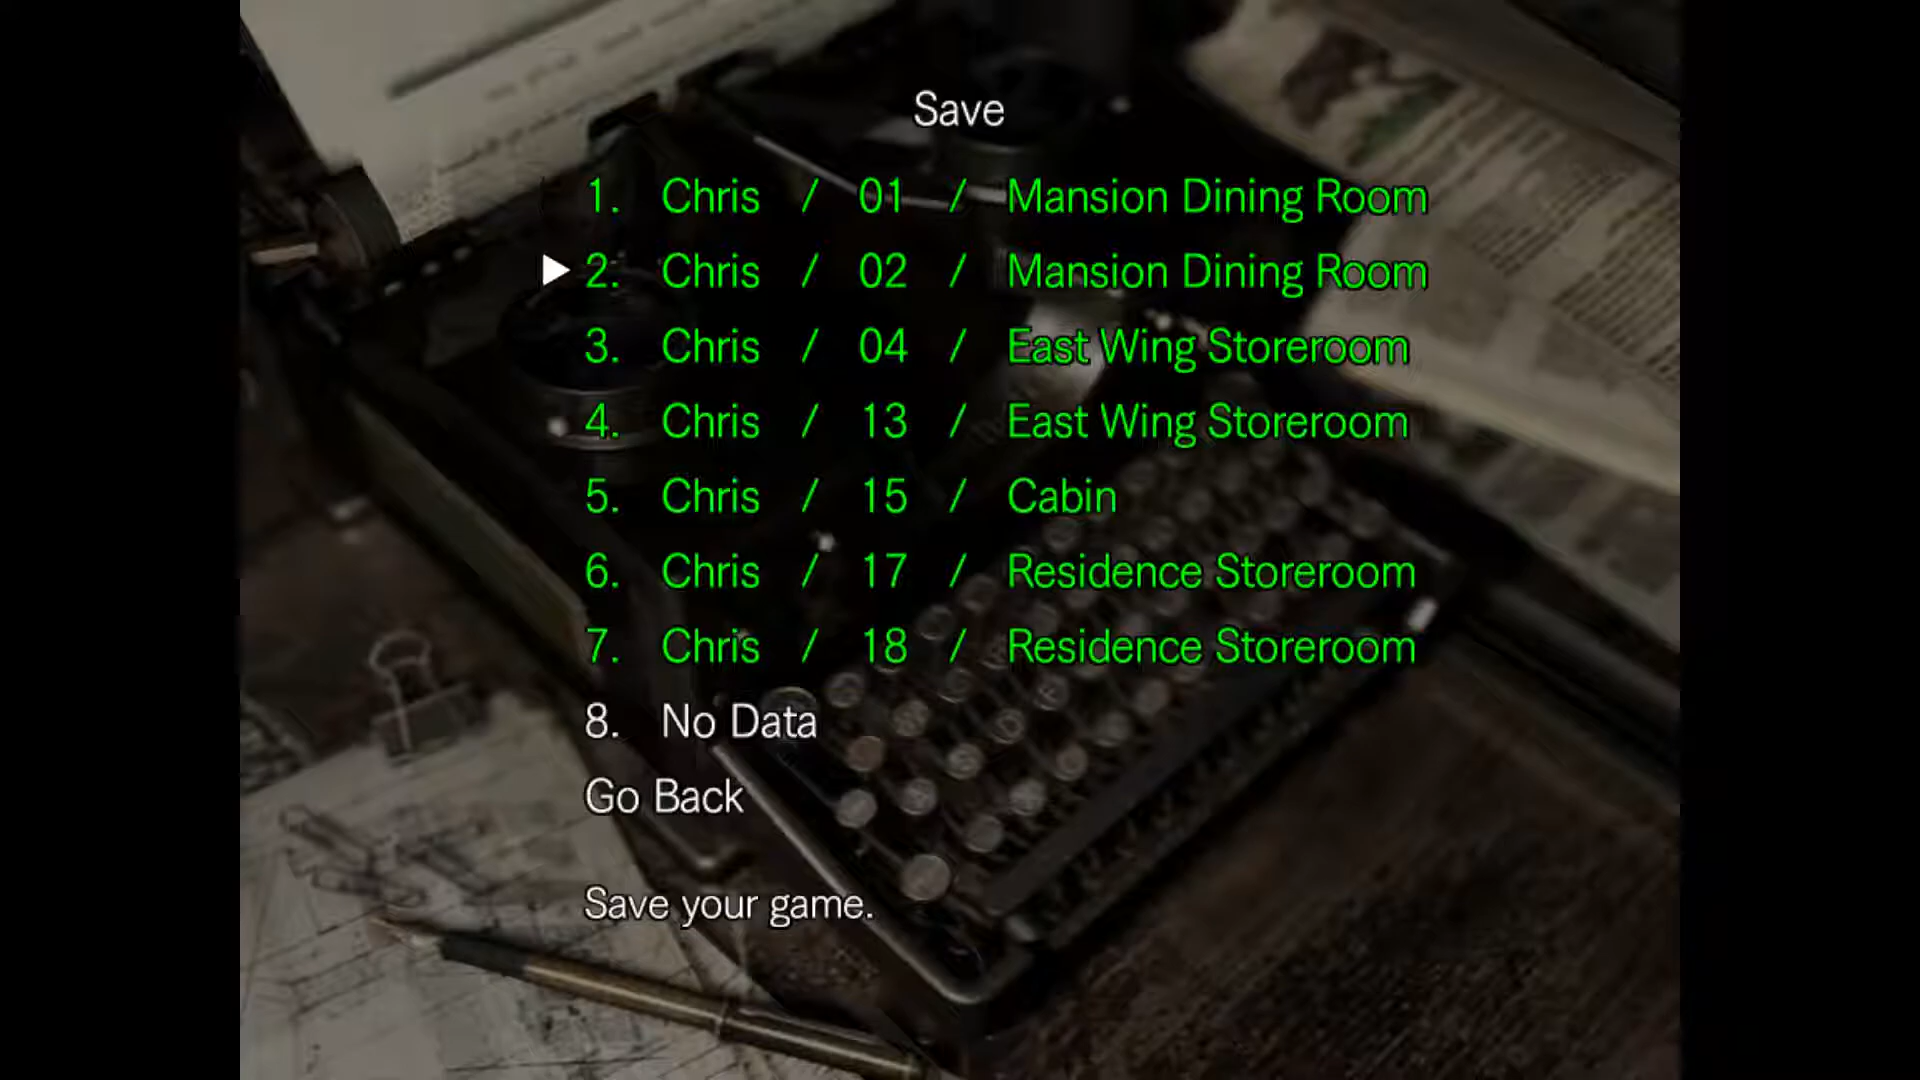 Save
1. Chris / 01 / Mansion Dining Room
2. Chris / 02 / Mansion Dining Room
3. Chris / 04 / East Wing Storeroom
4. Chris / 13 / East Wing Storeroom
5. Chris / 15 / Cabin
6. Chris / 17 / Residence Storeroom
7. Chris / 18 / Residence Storeroom
8. No Data
Go Back
Save your game.